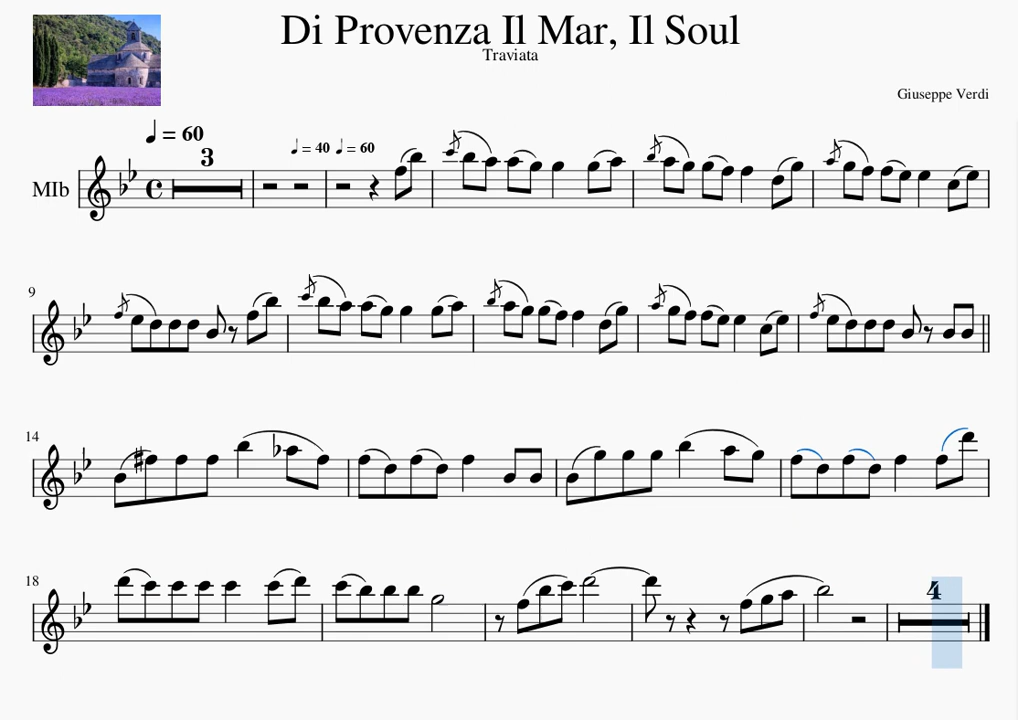 Di Provenza Il Mar, Il Soul
Traviata
Giuseppe Verdi
♩ = 60
3
♩ = 40 ♩ = 60
MIb
9
14
18
4